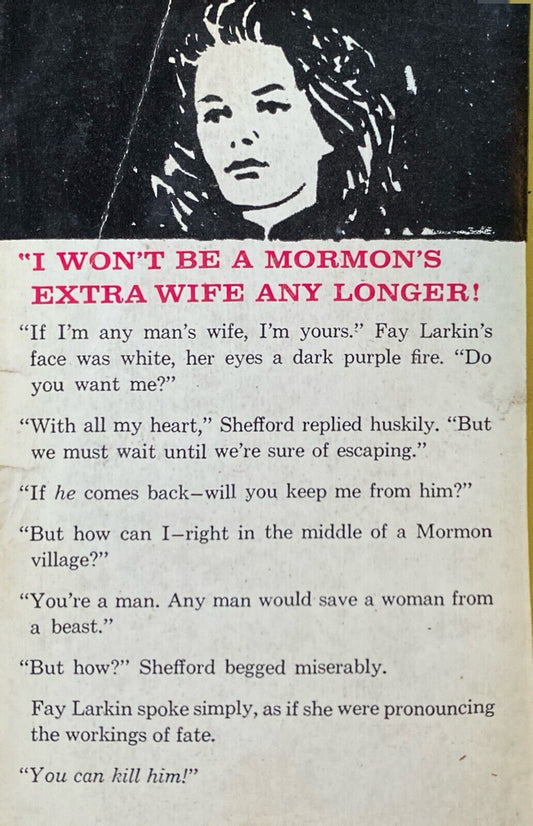 "I WON'T BE A MORMON'S
EXTRA WIFE ANY LONGER!
"If I'm any man's wife, I'm yours." Fay Larkin's
face was white, her eyes a dark purple fire. "Do
you want me?"
"With all my heart," Shefford replied huskily. "But
we must wait until we're sure of escaping."
"If he comes back—will you keep me from him?"
"But how can I—right in the middle of a Mormon
village?"
"You're a man. Any man would save a woman from
a beast."
"But how?" Shefford begged miserably.
Fay Larkin spoke simply, as if she were pronouncing
the workings of fate.
"You can kill him!"